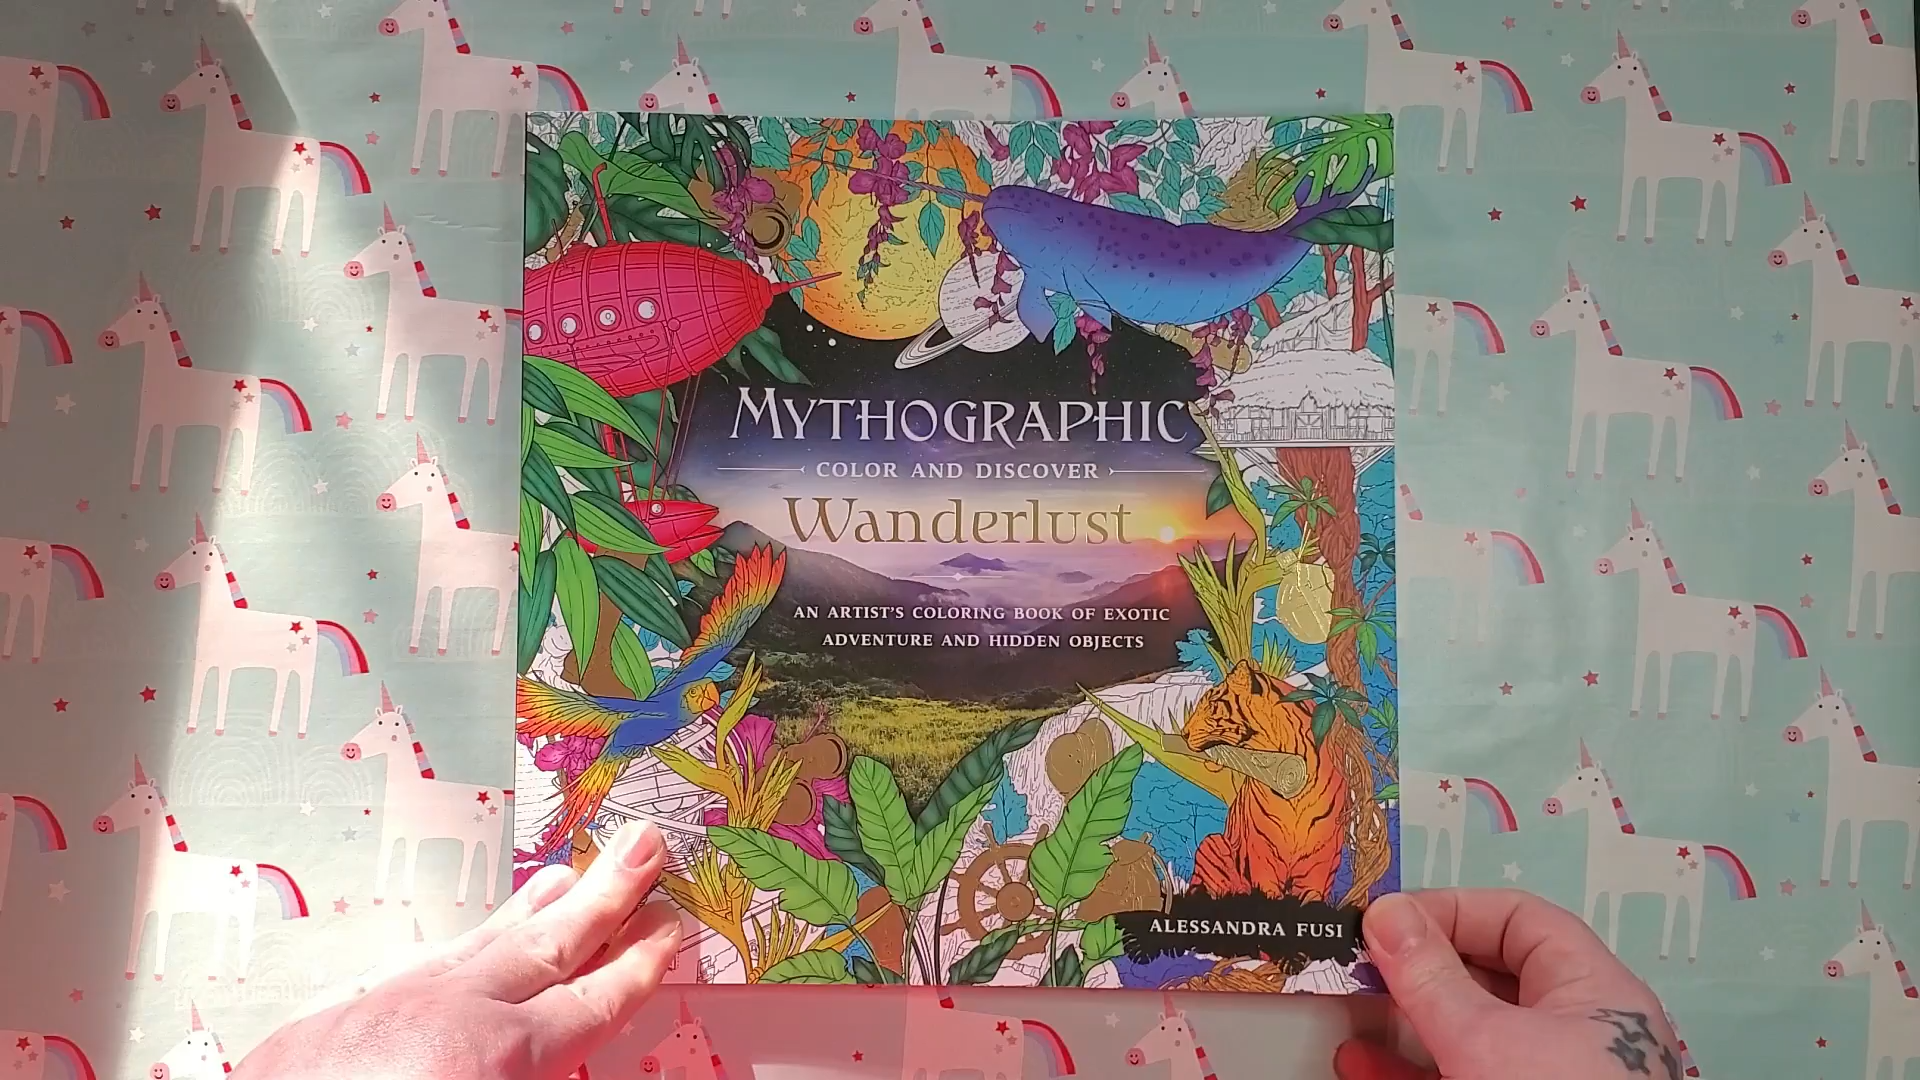 MYTHOGRAPHIC
COLOR AND DISCOVER
Wanderlust
AN ARTIST'S COLORING BOOK OF EXOTIC
ADVENTURE AND HIDDEN OBJECTS
ALESSANDRA FUSI